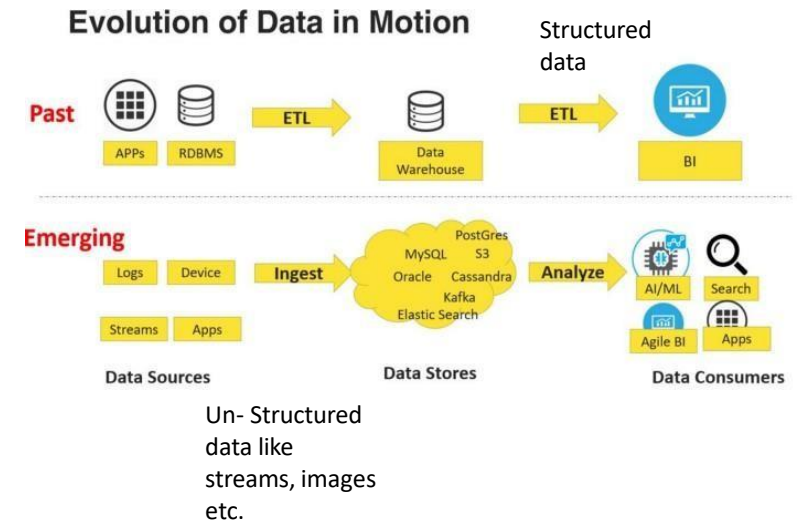 Evolution of Data in Motion
Structured
data
Past
APPs
RDBMS
ETL
Data
Warehouse
ETL
BI
Emerging
Logs
Device
Streams
Apps
Ingest
PostGres
MySQL
S3
Oracle
Cassandra
Kafka
Elastic Search
Analyze
AI/ML
Search
Agile BI
Apps
Data Sources
Data Stores
Data Consumers
Un- Structured
data like
streams, images
etc.